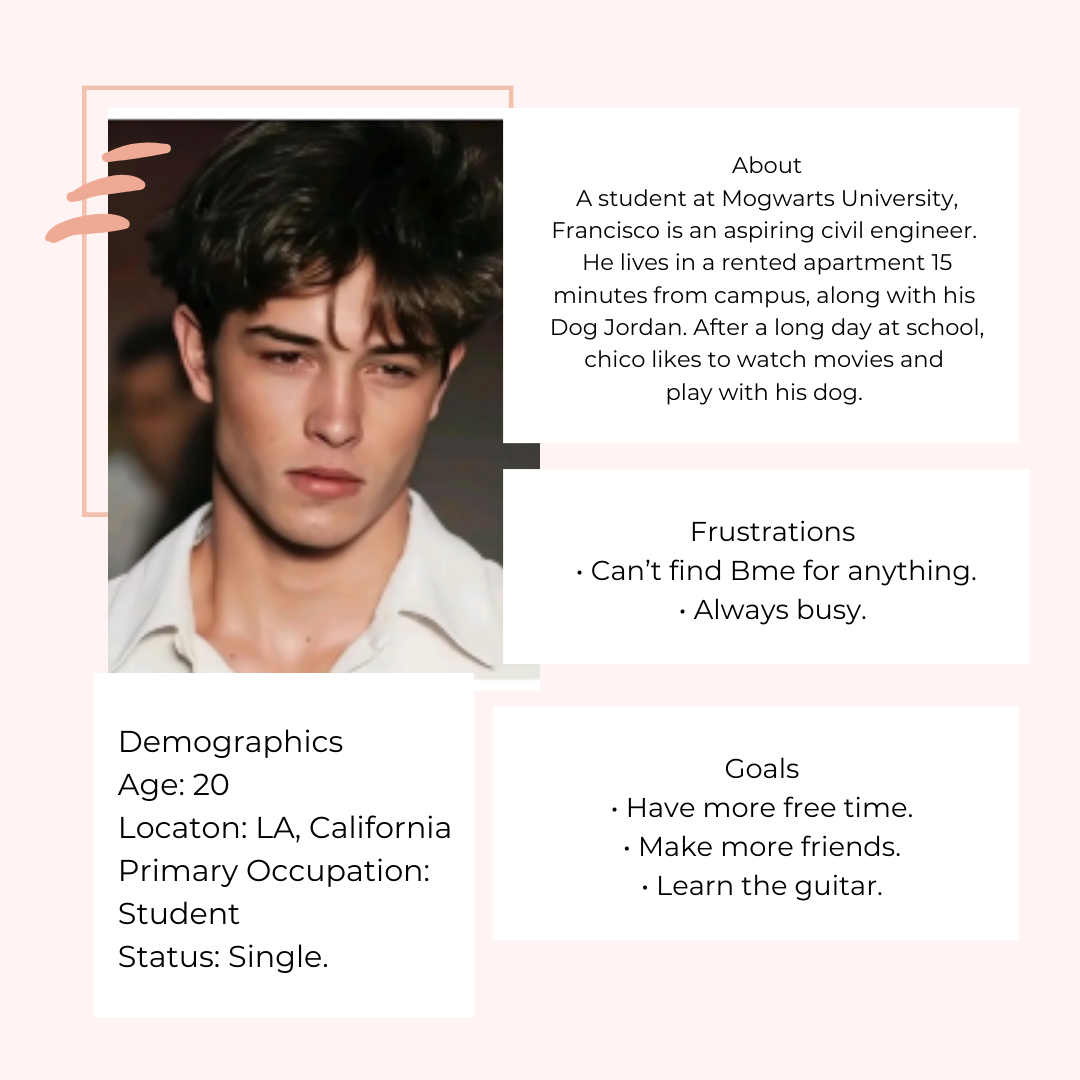 About
A student at Mogwarts University,
Francisco is an aspiring civil engineer.
He lives in a rented apartment 15
minutes from campus, along with his
Dog Jordan. After a long day at school,
chico likes to watch movies and
play with his dog.
Frustrations
• Can’t find Bme for anything.
• Always busy.
Demographics
Age: 20
Locaton: LA, California
Primary Occupation:
Student
Status: Single.
Goals
• Have more free time.
• Make more friends.
• Learn the guitar.